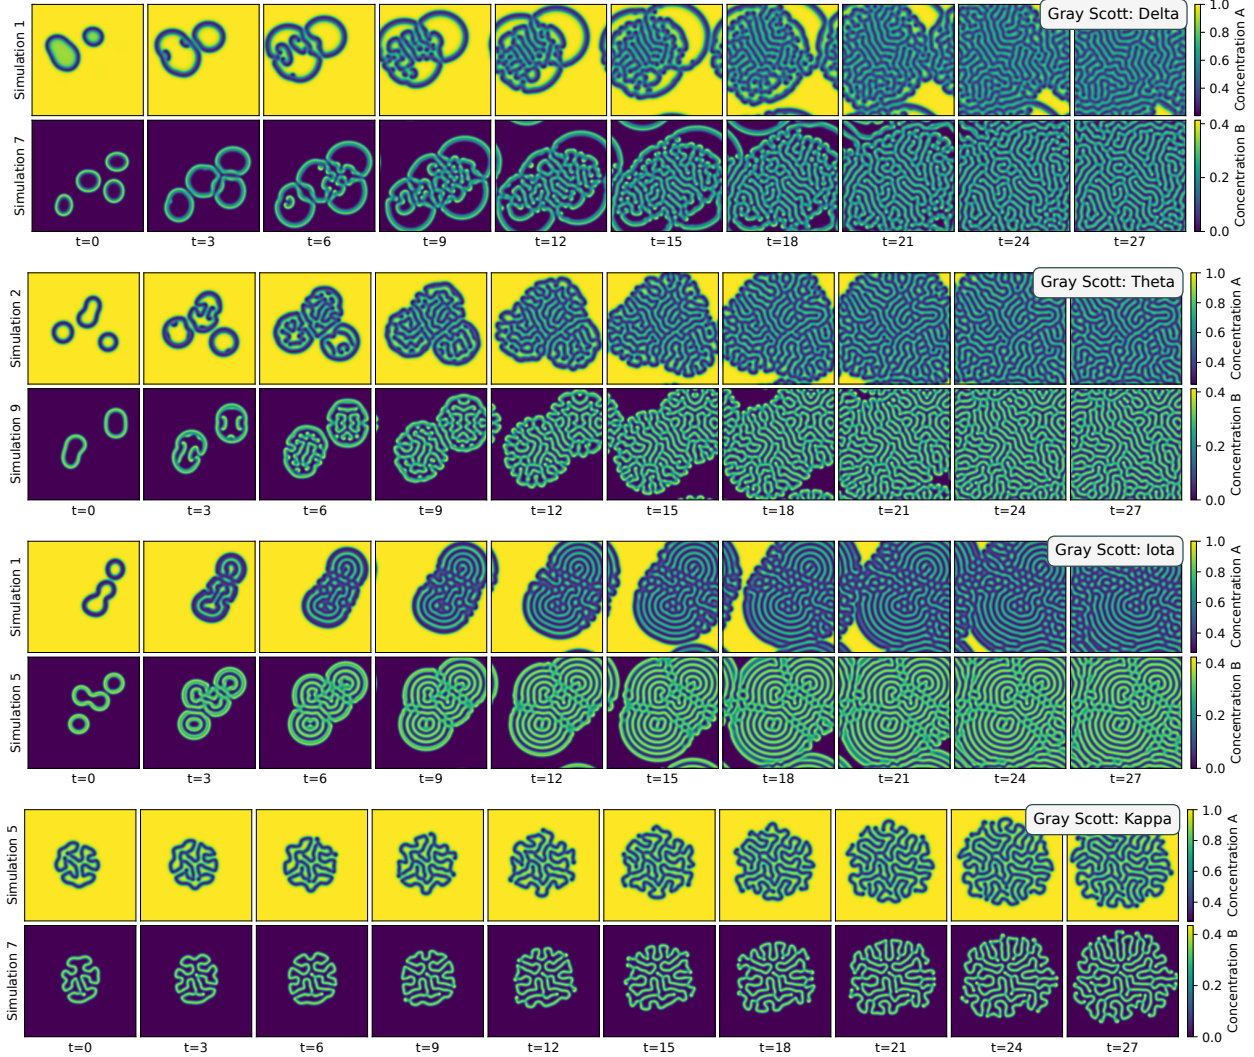 Simulation 1
Gray Scott: Delta
1.0
0.8
0.6
0.4
Concentration A
Simulation 7
0.4
0.2
0.0
Concentration B
t=0 t=3 t=6 t=9 t=12 t=15 t=18 t=21 t=24 t=27
Simulation 2
Gray Scott: Theta
1.0
0.8
0.6
0.4
Concentration A
Simulation 9
0.4
0.2
0.0
Concentration B
t=0 t=3 t=6 t=9 t=12 t=15 t=18 t=21 t=24 t=27
Simulation 1
Gray Scott: Iota
1.0
0.8
0.6
0.4
Concentration A
Simulation 5
0.4
0.2
0.0
Concentration B
t=0 t=3 t=6 t=9 t=12 t=15 t=18 t=21 t=24 t=27
Simulation 5
Gray Scott: Kappa
1.0
0.8
0.6
0.4
Concentration A
Simulation 7
0.4
0.2
0.0
Concentration B
t=0 t=3 t=6 t=9 t=12 t=15 t=18 t=21 t=24 t=27